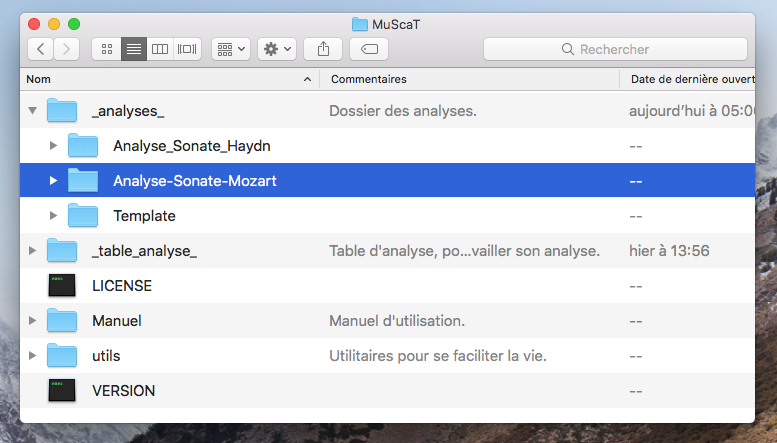 MuScaT
Rechercher
Nom Commentaires Date de dernière ouvert
_analyses_ Dossier des analyses. aujourd'hui à 05:00
Analyse_Sonate_Haydn --
Analyse-Sonate-Mozart --
Template --
_table_analyse_ Table d'analyse, po...vailler son analyse. hier à 13:56
LICENSE --
Manuel Manuel d'utilisation. --
utils Utilitaires pour se faciliter la vie. --
VERSION --